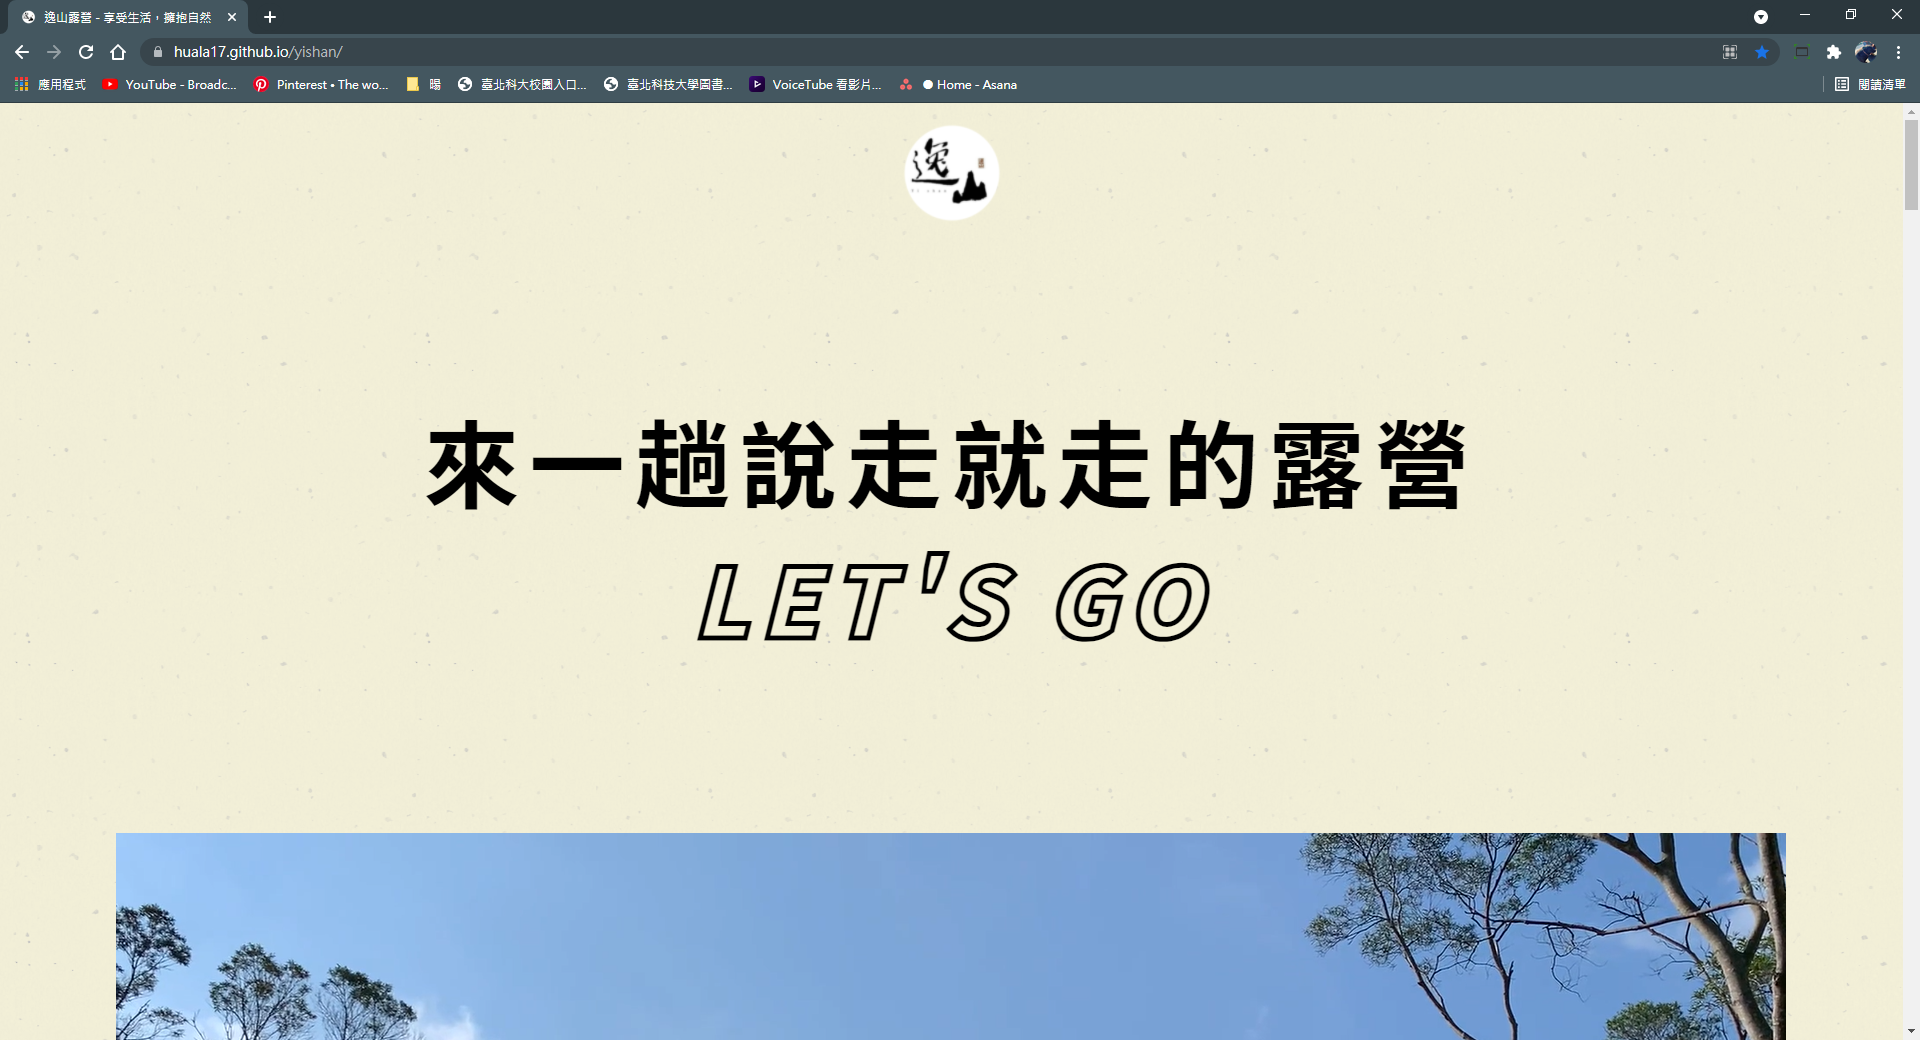 逸山露營 - 享受生活，擁抱自然
huala17.github.io/yishan/
應用程式
YouTube - Broadc...
Pinterest • The wo...
臺北科大校園入口...
臺北科技大學圖書...
VoiceTube 看影片...
Home - Asana
閱讀清單
逸山
來一趟說走就走的露營
LET'S GO